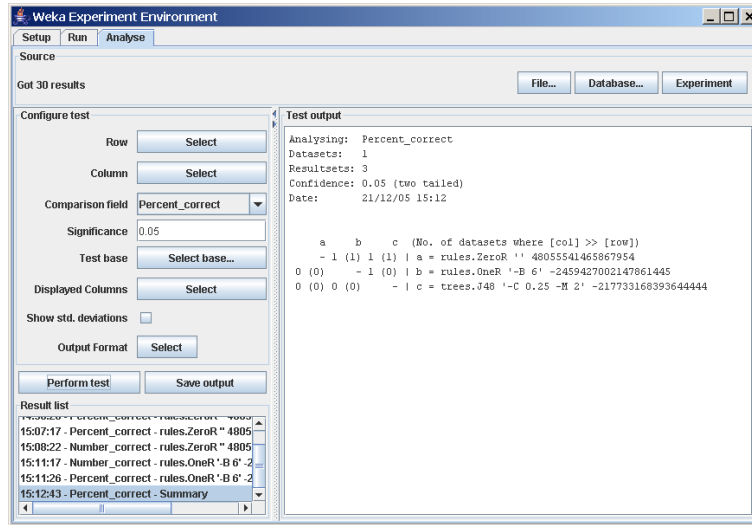 Weka Experiment Environment
Setup Run Analyse
Source
Got 30 results
File... Database... Experiment
Configure test
Row Select
Column Select
Comparison field Percent_correct
Significance 0.05
Test base Select base...
Displayed Columns Select
Show std. deviations
Output Format Select
Perform test Save output
Result list
15:07:17 - Percent_correct - rules.ZeroR '' 4805
15:08:22 - Number_correct - rules.ZeroR '' 4805
15:11:17 - Number_correct - rules.OneR '-B 6' -2
15:11:26 - Percent_correct - rules.OneR '-B 6' -2
15:12:43 - Percent_correct - Summary
Test output
Analysing: Percent_correct
Datasets: 1
Resultsets: 3
Confidence: 0.05 (two tailed)
Date: 21/12/05 15:12
a b c (No. of datasets where [col] >> [row])
- 1 (1) 1 (1) | a = rules.ZeroR '' 48055541465867954
0 (0) - 1 (0) | b = rules.OneR '-B 6' -2459427002147861445
0 (0) 0 (0) - | c = trees.J48 '-C 0.25 -M 2' -217733168393644444